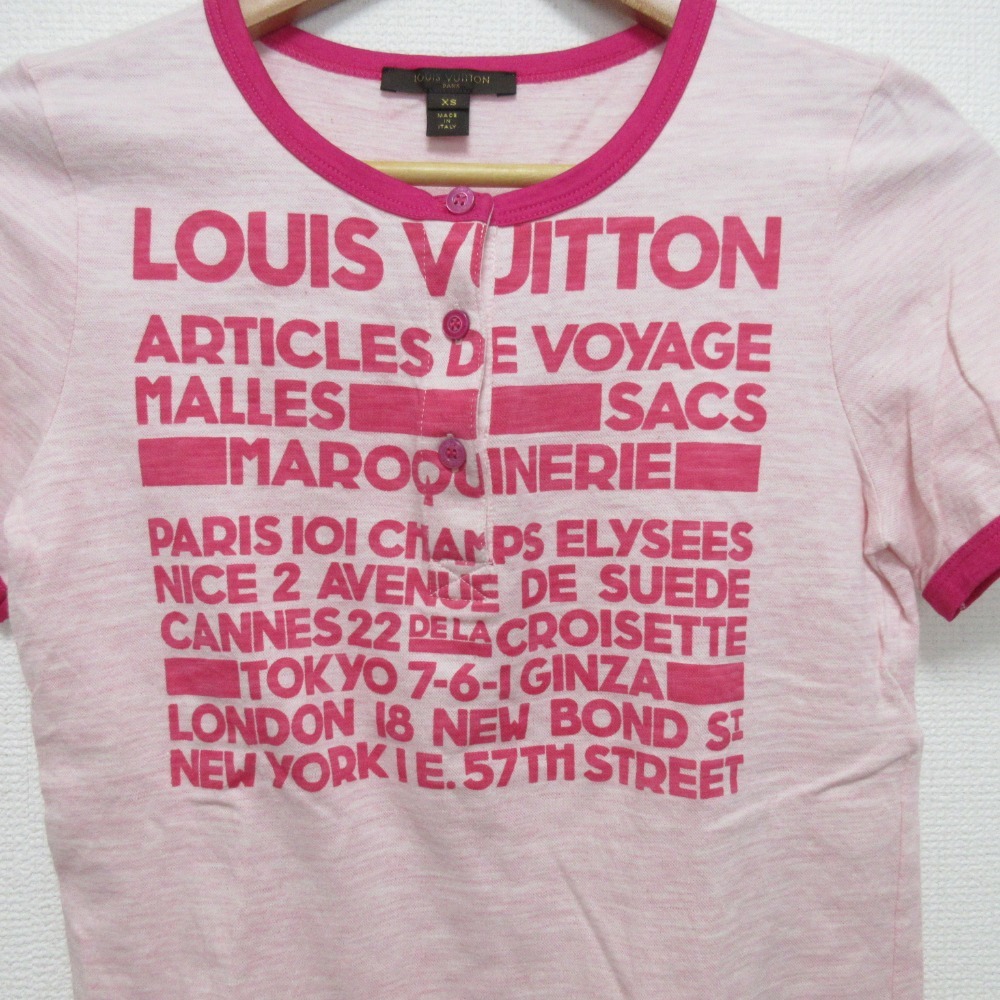 LOUIS VUITTON
PARIS
XS
MADE
IN
ITALY
LOUIS VUITTON
ARTICLES DE VOYAGE
MALLES SACS
MAROQUINERIE
PARIS 101 CHAMPS ELYSEES
NICE 2 AVENUE DE SUEDE
CANNES 22 DE LA CROISETTE
TOKYO 7-6-1 GINZA
LONDON 18 NEW BOND ST
NEW YORK 1 E. 57TH STREET